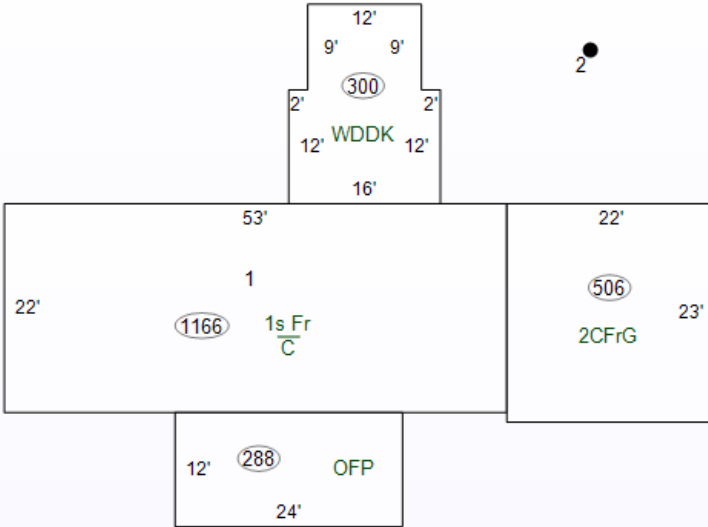 12'
9' 9'
2
300
2' 2'
12' WDDK 12'
16'
53' 22'
1
506
22' 23'
1166 1s Fr
C
2CFrG
12' 288 OFP
24'